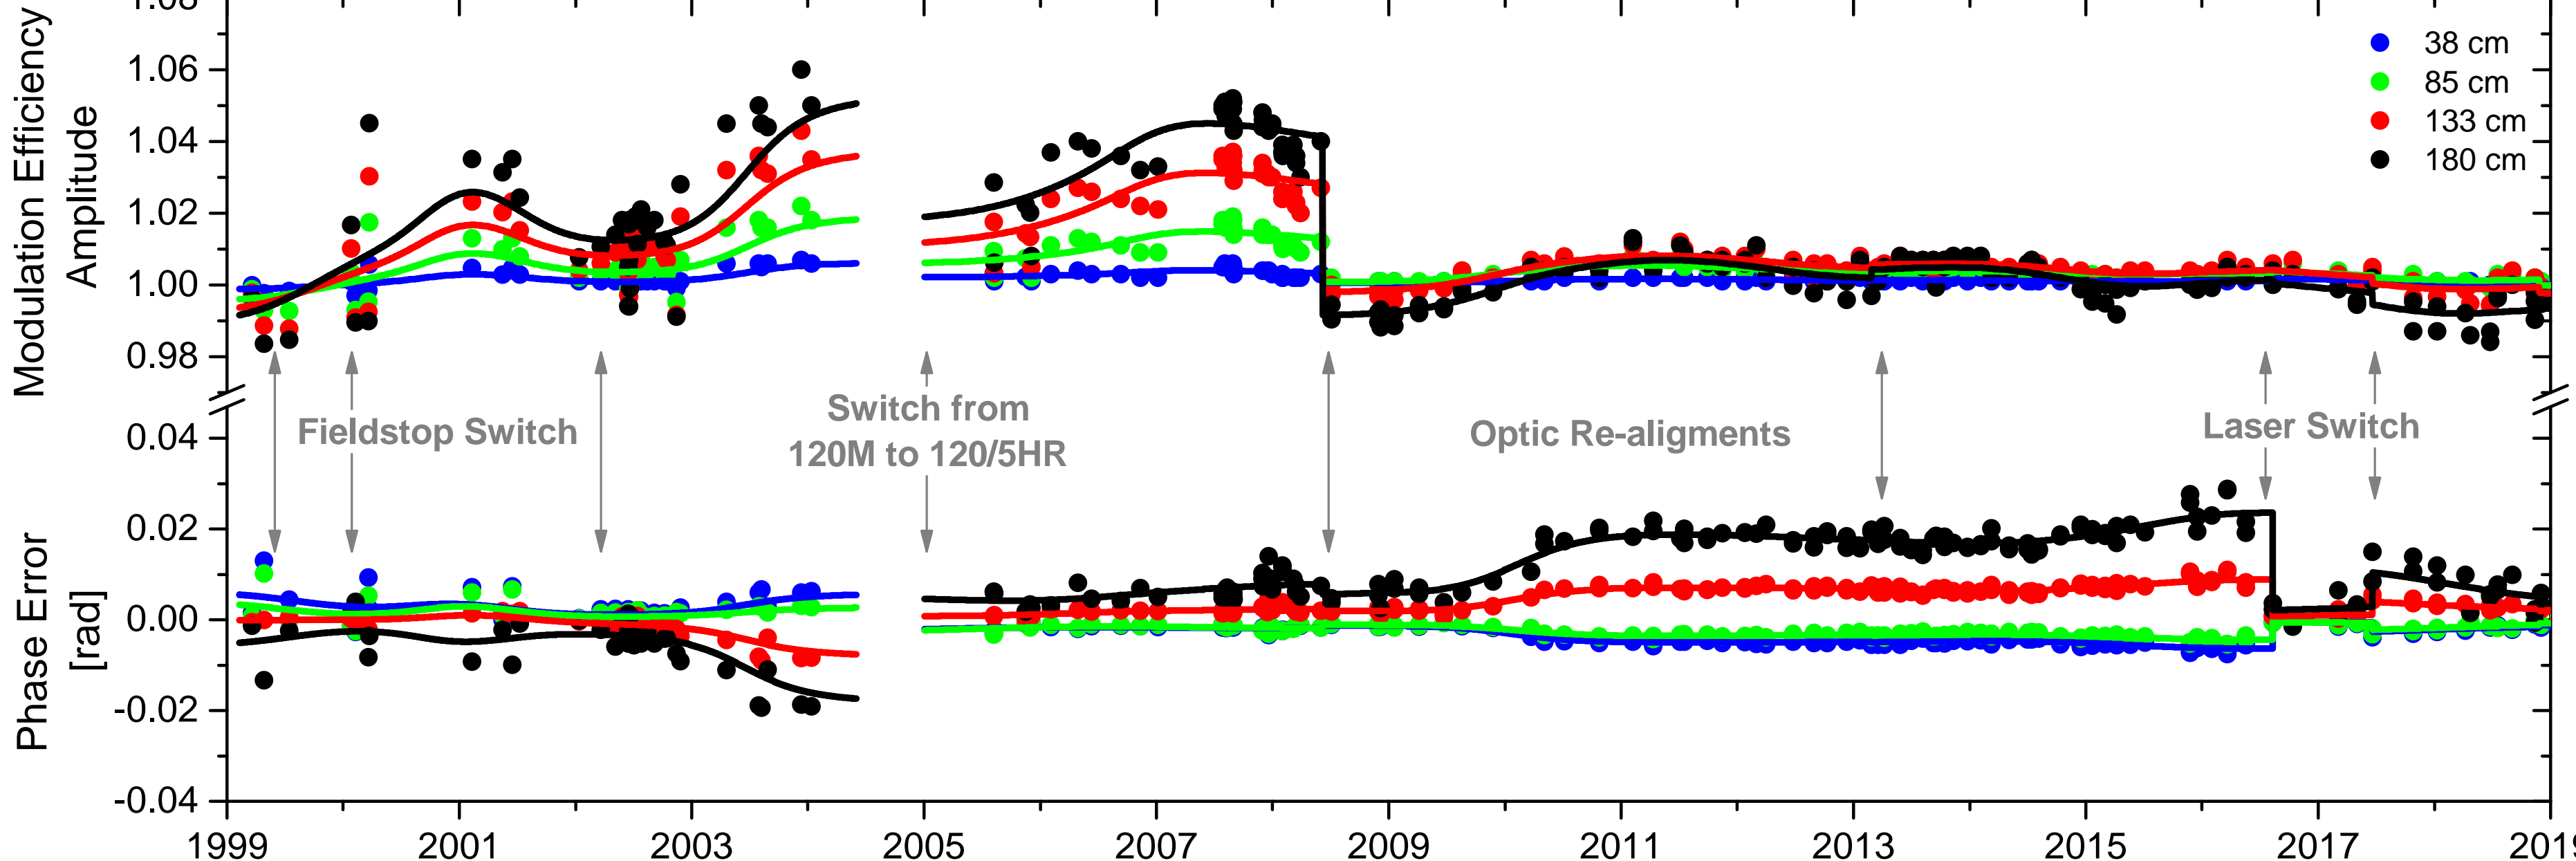 1.08
1.06
1.04
1.02
1.00
0.98
Modulation Efficiency
Amplitude
38 cm
85 cm
133 cm
180 cm
Fieldstop Switch
Switch from
120M to 120/5HR
Optic Re-aligments
Laser Switch
0.04
0.02
0.00
-0.02
-0.04
Phase Error
[rad]
1999
2001
2003
2005
2007
2009
2011
2013
2015
2017